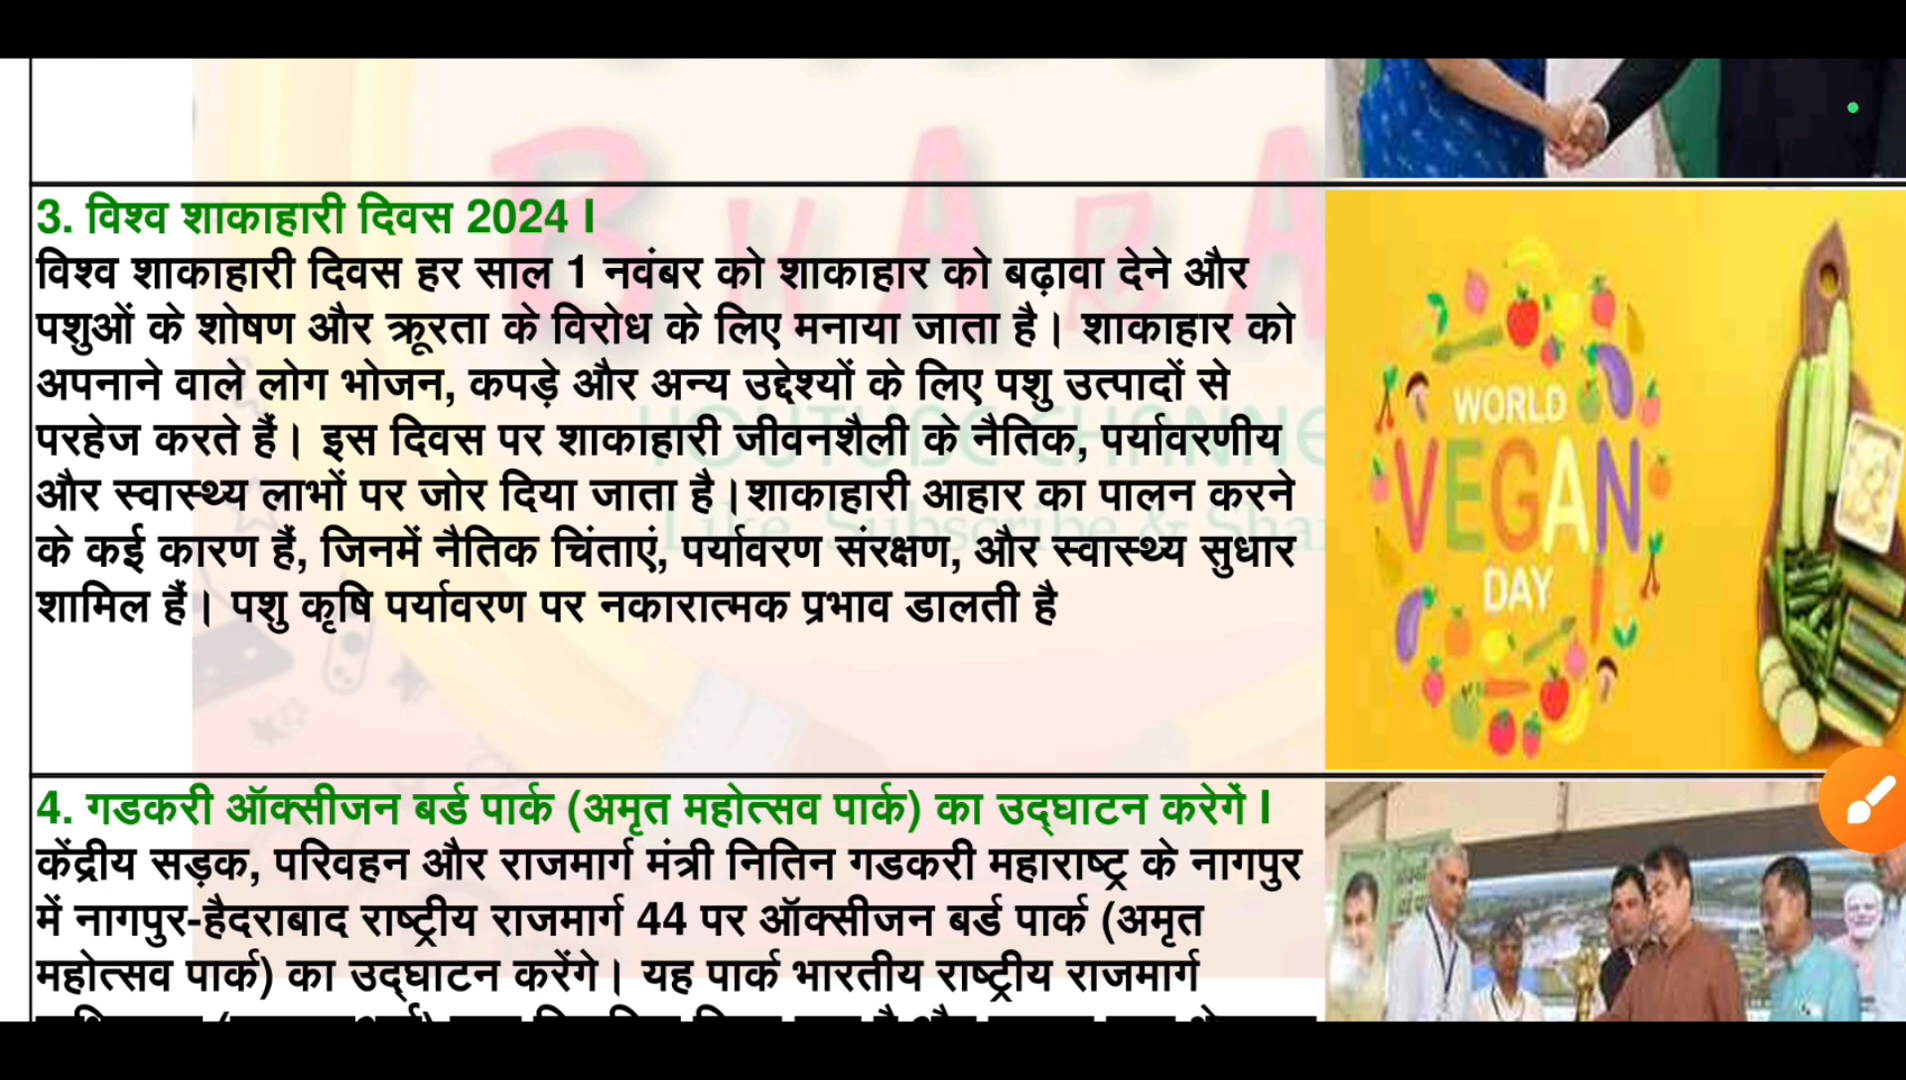 3. विश्व शाकाहारी दिवस 2024 I
विश्व शाकाहारी दिवस हर साल 1 नवंबर को शाकाहार को बढ़ावा देने और
पशुओं के शोषण और क्रूरता के विरोध के लिए मनाया जाता है। शाकाहार को
अपनाने वाले लोग भोजन, कपड़े और अन्य उद्देश्यों के लिए पशु उत्पादों से
परहेज करते हैं। इस दिवस पर शाकाहारी जीवनशैली के नैतिक, पर्यावरणीय
और स्वास्थ्य लाभों पर जोर दिया जाता है।शाकाहारी आहार का पालन करने
के कई कारण हैं, जिनमें नैतिक चिंताएं, पर्यावरण संरक्षण, और स्वास्थ्य सुधार
शामिल हैं। पशु कृषि पर्यावरण पर नकारात्मक प्रभाव डालती है
WORLD
VEGAN
DAY
4. गडकरी ऑक्सीजन बर्ड पार्क (अमृत महोत्सव पार्क) का उद्घाटन करेगें I
केंद्रीय सड़क, परिवहन और राजमार्ग मंत्री नितिन गडकरी महाराष्ट्र के नागपुर
में नागपुर-हैदराबाद राष्ट्रीय राजमार्ग 44 पर ऑक्सीजन बर्ड पार्क (अमृत
महोत्सव पार्क) का उद्घाटन करेंगे। यह पार्क भारतीय राष्ट्रीय राजमार्ग